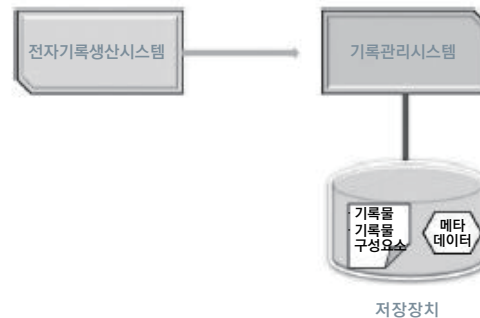 전자기록생산시스템
기록관리시스템
· 기록물
· 기록물
구성요소
메타
데이터
저장장치